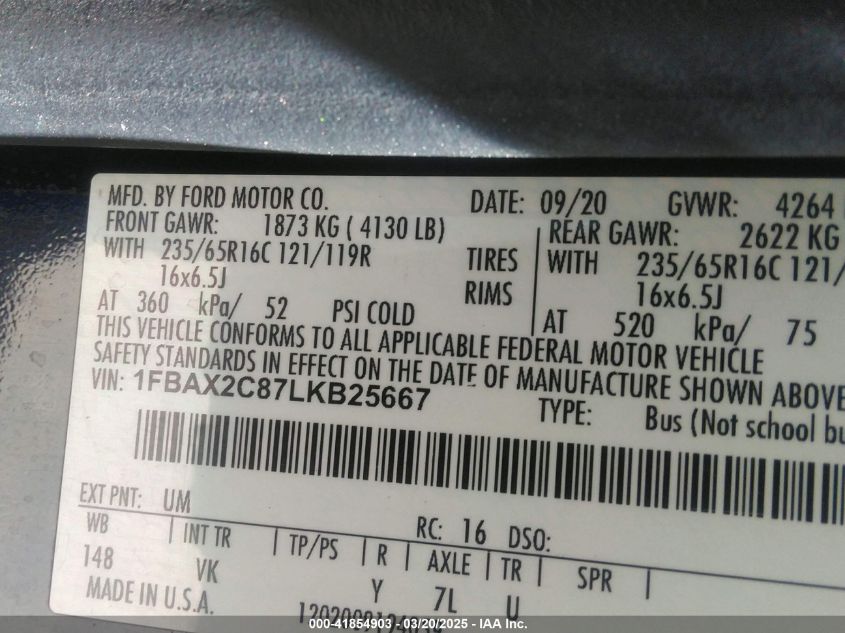 MFD. BY FORD MOTOR CO. DATE: 09/20 GVWR: 4264
FRONT GAWR: 1873 KG ( 4130 LB) REAR GAWR: 2622 KG
WITH 235/65R16C 121/119R TIRES WITH 235/65R16C 121/
16x6.5J RIMS 16x6.5J
AT 360 kPa/ 52 PSI COLD AT 520 kPa/ 75
THIS VEHICLE CONFORMS TO ALL APPLICABLE FEDERAL MOTOR VEHICLE
SAFETY STANDARDS IN EFFECT ON THE DATE OF MANUFACTURE SHOWN ABOVE
VIN: 1FBAX2C87LKB25667 TYPE: Bus (Not school
EXT PNT: UM RC: 16 DSO:
WB INT TR TP/PS R AXLE TR SPR
148 VK Y 7L U
MADE IN U.S.A.
000-41854903 - 03/20/2025 - IAA Inc.